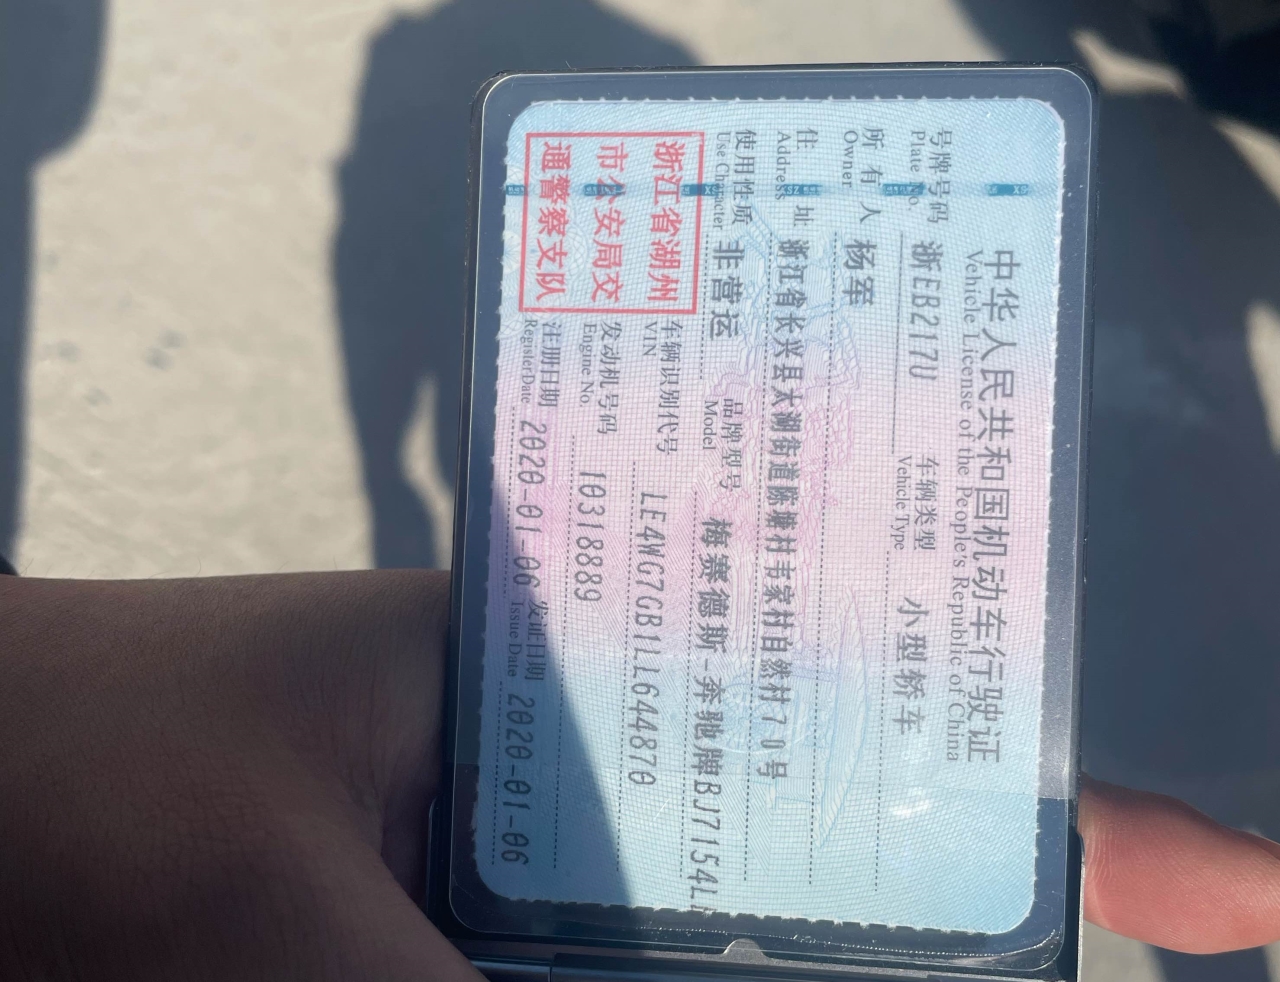 中华人民共和国机动车行驶证
Vehicle License of the People's Republic of China
号牌号码 浙EB217U 车辆类型 小型轿车
Plate No. Vehicle Type
所有人 杨军
Owner
住址 浙江省长兴县太湖街道陈塘村韦家村自然村70号
Address
使用性质 非营运 品牌型号 梅赛德斯-奔驰牌BJ7154L
Use Character Model
浙江省湖州
市公安局交
通警察支队
车辆识别代号 LE4WG7GB1LL644870
VIN
发动机号码 10318889
Engine No.
注册日期 2020-01-06 发证日期 2020-01-06
Register Date Issue Date